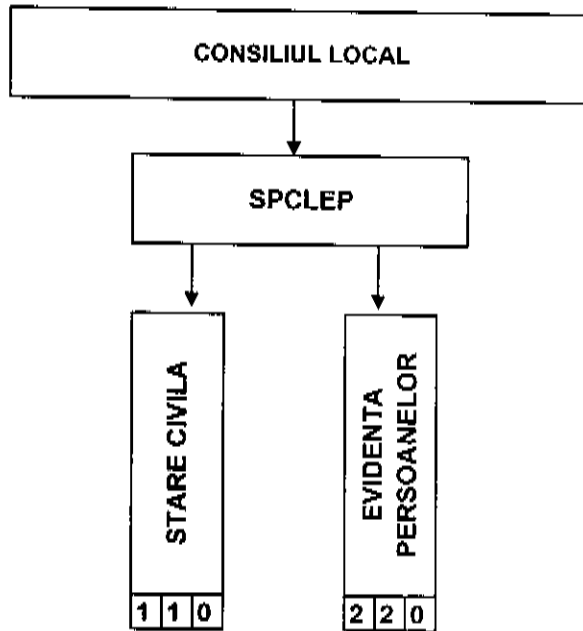 CONSILIUL LOCAL
SPCLEP
STARE CIVILA
1 1 0
EVIDENTA
PERSOANELOR
2 2 0